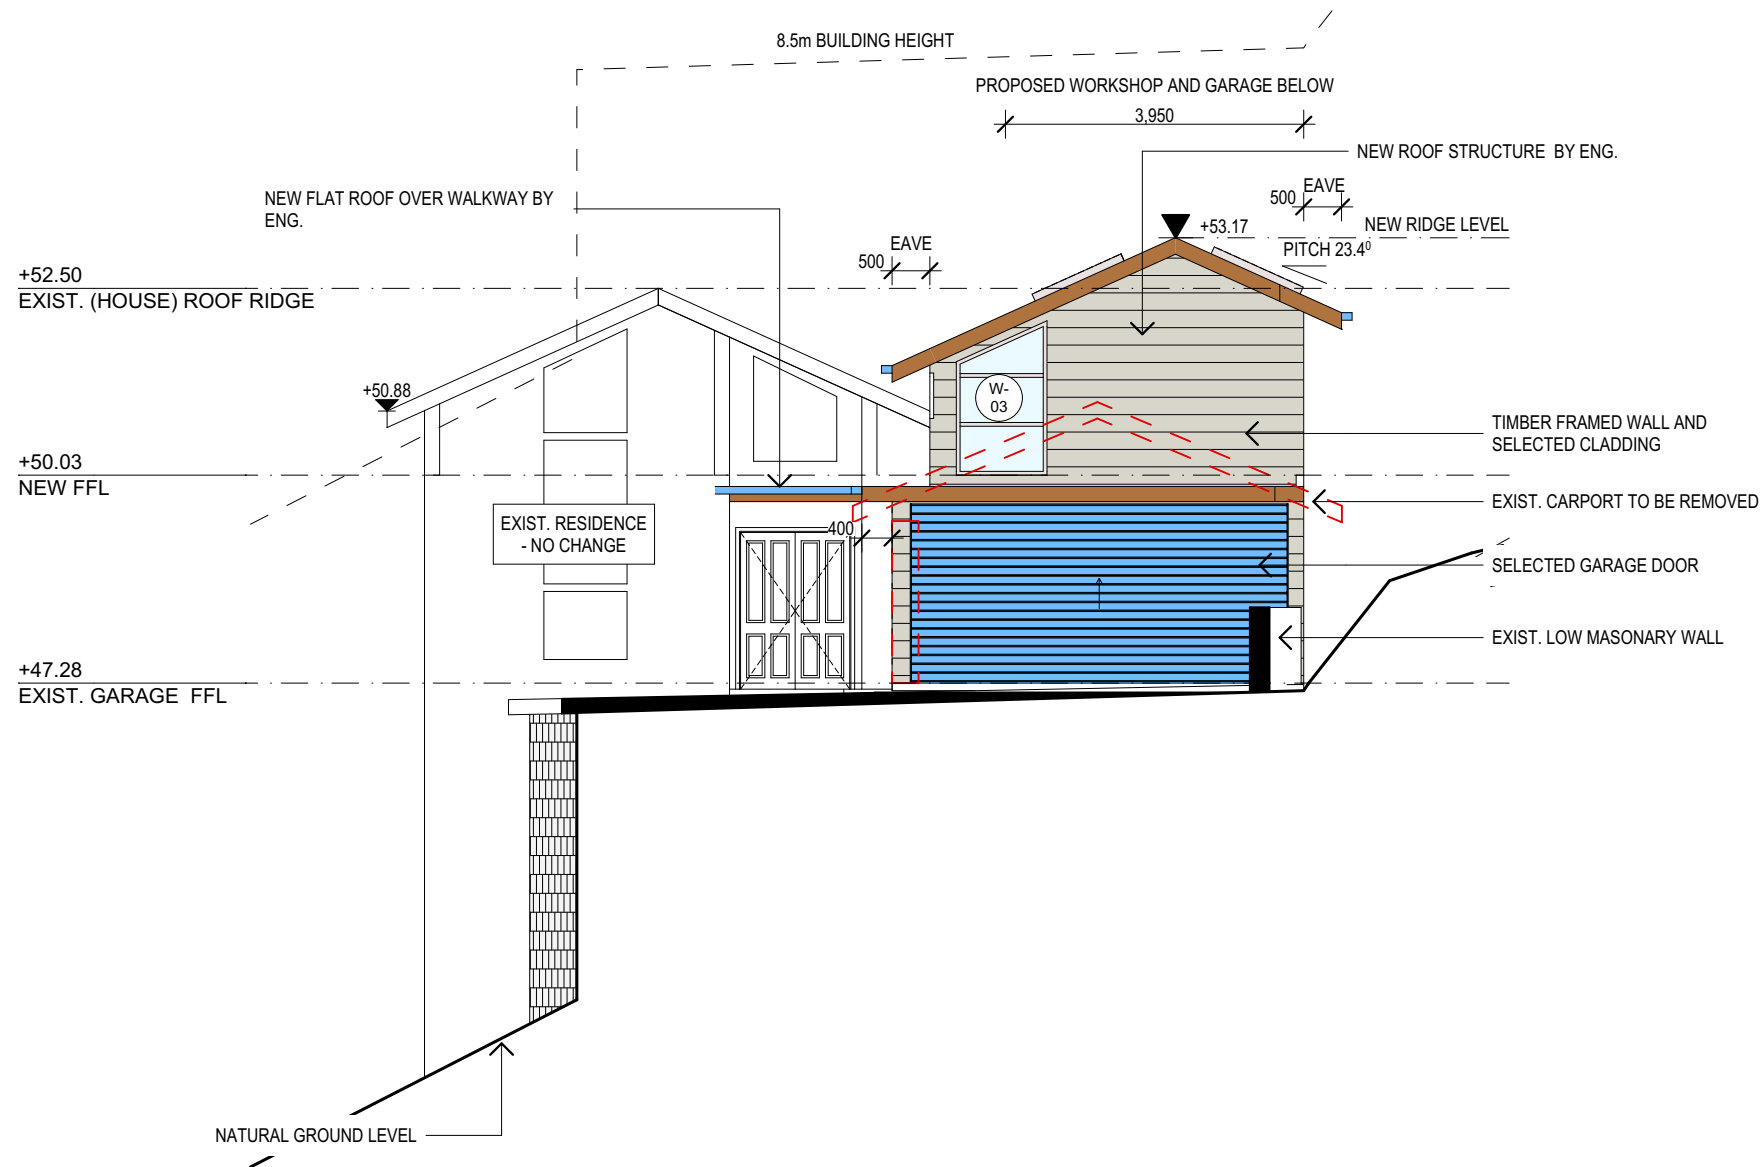 8.5m BUILDING HEIGHT
PROPOSED WORKSHOP AND GARAGE BELOW
3,950
NEW ROOF STRUCTURE BY ENG.
NEW FLAT ROOF OVER WALKWAY BY
ENG.
EAVE
500
+53.17
NEW RIDGE LEVEL
EAVE
500
PITCH 23.4⁰
+52.50
EXIST. (HOUSE) ROOF RIDGE
+50.88
W-
03
TIMBER FRAMED WALL AND
SELECTED CLADDING
+50.03
NEW FFL
EXIST. CARPORT TO BE REMOVED
EXIST. RESIDENCE
- NO CHANGE
400
SELECTED GARAGE DOOR
EXIST. LOW MASONARY WALL
+47.28
EXIST. GARAGE FFL
NATURAL GROUND LEVEL